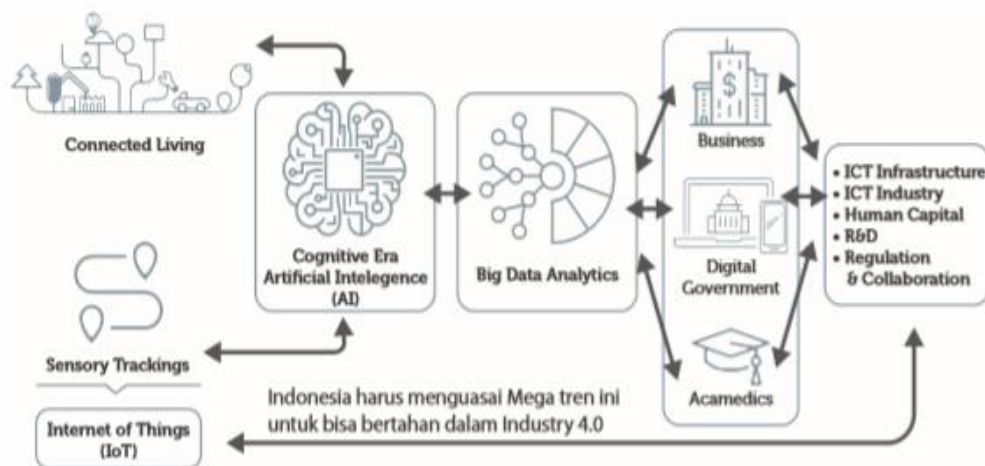 Connected Living
Cognitive Era
Artificial Intelegence
(AI)
Big Data Analytics
$
Business
Digital
Government
Acamedics
• ICT Infrastructure
• ICT Industry
• Human Capital
• R&D
• Regulation
& Collaboration
Sensory Trackings
Internet of Things
(IoT)
Indonesia harus menguasai Mega tren ini
untuk bisa bertahan dalam Industry 4.0